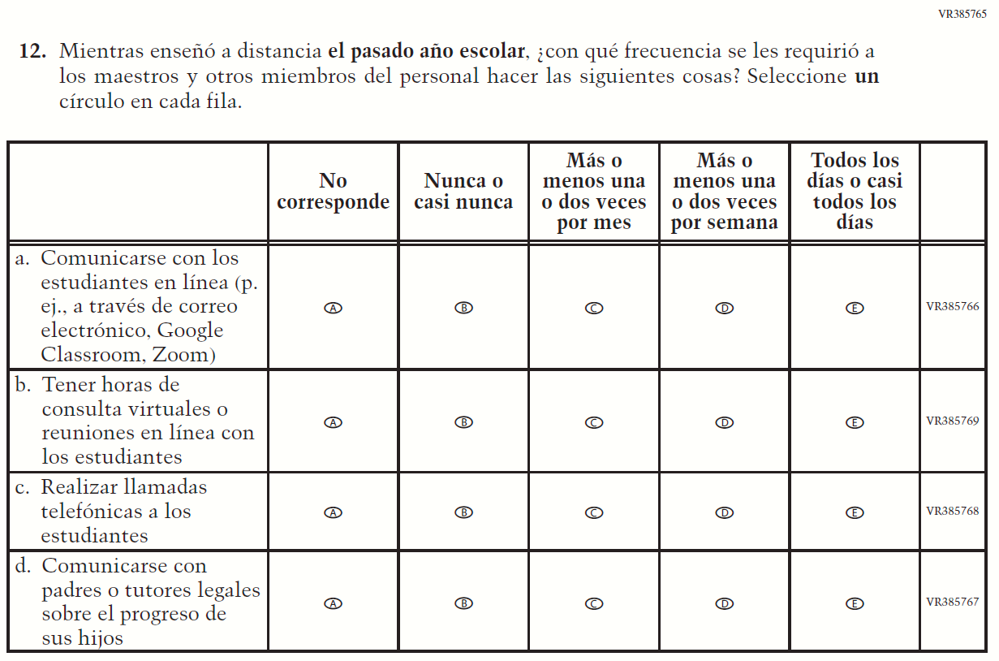 VR385765
12. Mientras enseñó a distancia el pasado año escolar, ¿con qué frecuencia se les requirió a
los maestros y otros miembros del personal hacer las siguientes cosas? Seleccione un
círculo en cada fila.
No
corresponde
Nunca o
casi nunca
Más o
menos una
o dos veces
por mes
Más o
menos una
o dos veces
por semana
Todos los
días o casi
todos los
días
a. Comunicarse con los
estudiantes en línea (p.
ej., a través de correo
electrónico, Google
Classroom, Zoom)
A B C D E VR385766
b. Tener horas de
consulta virtuales o
reuniones en línea con
los estudiantes
A B C D E VR385769
c. Realizar llamadas
telefónicas a los
estudiantes
A B C D E VR385768
d. Comunicarse con
padres o tutores legales
sobre el progreso de
sus hijos
A B C D E VR385767